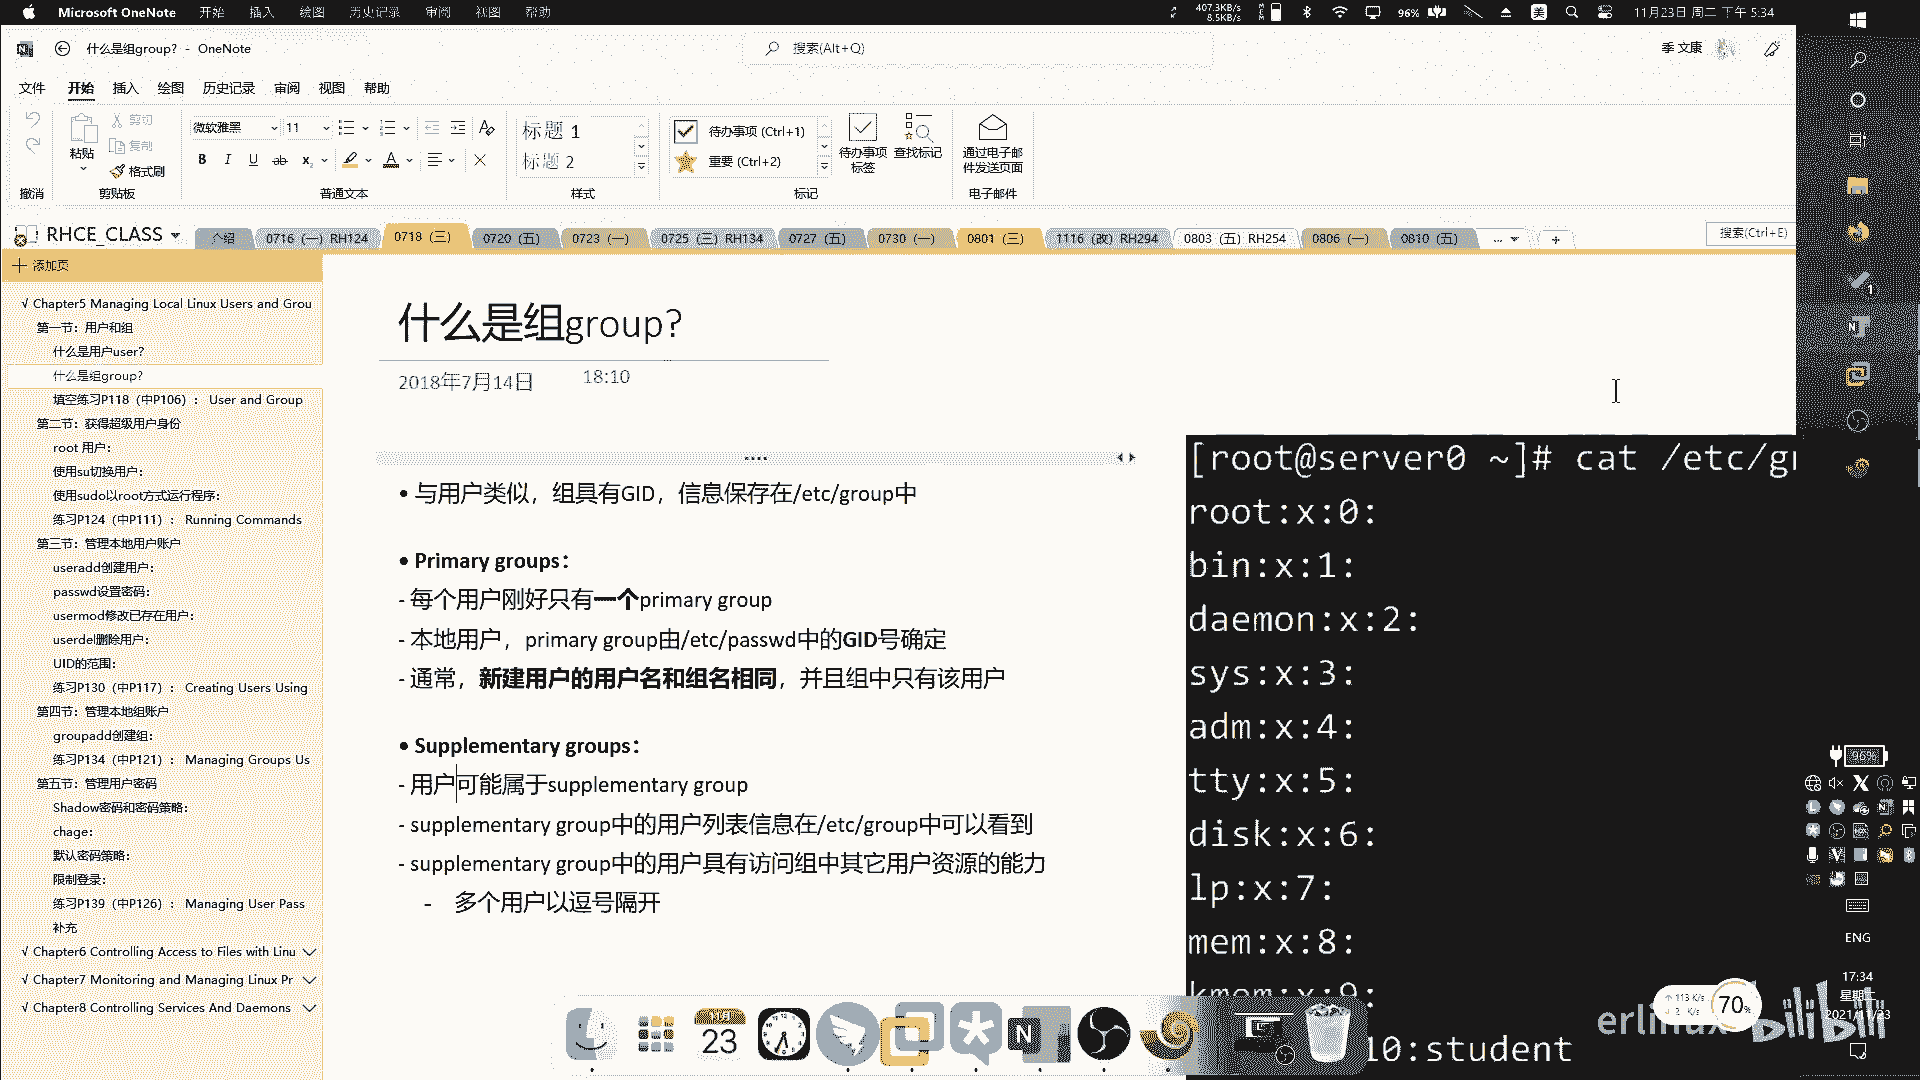 Microsoft OneNote 开始 插入 绘图 历史记录 审阅 视图 帮助
407.3KB/s
8.5KB/s
96%
美
11月23日 周二 下午 5:34
什么是组group? - OneNote
搜索(Alt+Q)
季 文康
文件 开始 插入 绘图 历史记录 审阅 视图 帮助
粘贴
剪切
复制
格式刷
微软雅黑 11
标题 1
标题 2
待办事项 (Ctrl+1)
重要 (Ctrl+2)
待办事项
标签
查找标记
通过电子邮
件发送页面
撤消 剪贴板 普通文本 样式 标记 电子邮件
RHCE_CLASS
介绍 0716（一）RH124 0718（三） 0720（五） 0723（一） 0725（三）RH134 0727（五） 0730（一） 0801（三） 1116（改）RH294 0803（五）RH254 0806（一） 0810（五） ...
搜索(Ctrl+E)
添加页
√ Chapter5 Managing Local Linux Users and Grou
第一节：用户和组
什么是用户user?
什么是组group?
填空练习P118（中P106）： User and Group
第二节：获得超级用户身份
root 用户：
使用su切换用户：
使用sudo以root方式运行程序：
练习P124（中P111）： Running Commands
第三节：管理本地用户账户
useradd创建用户：
passwd设置密码：
usermod修改已存在用户：
userdel删除用户：
UID的范围：
练习P130（中P117）： Creating Users Using
第四节：管理本地组账户
groupadd创建组：
练习P134（中P121）： Managing Groups Us
第五节：管理用户密码
Shadow密码和密码策略：
chage：
默认密码策略：
限制登录：
练习P139（中P126）： Managing User Pass
补充
√ Chapter6 Controlling Access to Files with Linu
√ Chapter7 Monitoring and Managing Linux Pr
√ Chapter8 Controlling Services And Daemons
什么是组group?
2018年7月14日 18:10
• 与用户类似，组具有GID，信息保存在/etc/group中
• Primary groups：
- 每个用户刚好只有一个primary group
- 本地用户，primary group由/etc/passwd中的GID号确定
- 通常，新建用户的用户名和组名相同，并且组中只有该用户
• Supplementary groups：
- 用户可能属于supplementary group
- supplementary group中的用户列表信息在/etc/group中可以看到
- supplementary group中的用户具有访问组中其它用户资源的能力
- 多个用户以逗号隔开
[root@server0 ~]# cat /etc/gr
root:x:0:
bin:x:1:
daemon:x:2:
sys:x:3:
adm:x:4:
tty:x:5:
disk:x:6:
lp:x:7:
mem:x:8:
kmem:x:9:
10:student
23
1
96%
ENG
17:34
星期二
2021/11/23
113 K/s
70%
erlinux
bilibili